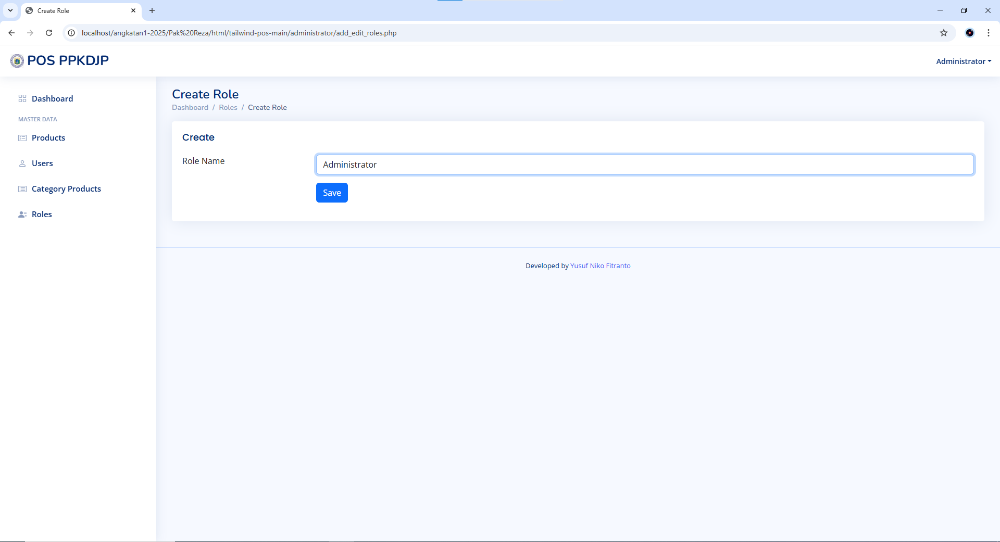 Create Role
localhost/angkatan1-2025/Pak%20Reza/html/tailwind-pos-main/administrator/add_edit_roles.php
POS PPKDJP
Administrator
Dashboard
MASTER DATA
Products
Users
Category Products
Roles
Create Role
Dashboard / Roles / Create Role
Create
Role Name
Administrator
Save
Developed by Yusuf Niko Fitranto